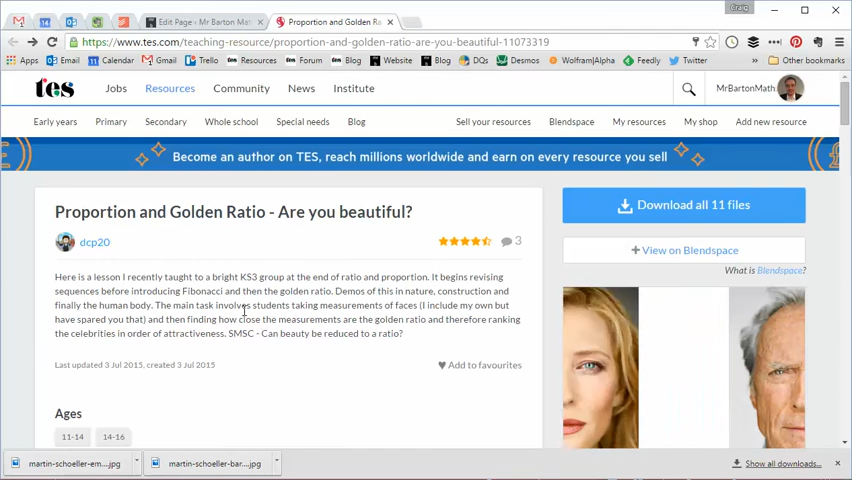 Craig
Edit Page ‹ Mr Barton Math
Proportion and Golden Ra
https://www.tes.com/teaching-resource/proportion-and-golden-ratio-are-you-beautiful-11073319
Apps Email Calendar Gmail Trello Resources Forum Blog Website Blog DQs Desmos Wolfram|Alpha Feedly Twitter Other bookmarks
tes Jobs Resources Community News Institute MrBartonMath
Early years Primary Secondary Whole school Special needs Blog Sell your resources Blendspace My resources My shop Add new resource
Become an author on TES, reach millions worldwide and earn on every resource you sell
Proportion and Golden Ratio - Are you beautiful?
dcp20 3
Here is a lesson I recently taught to a bright KS3 group at the end of ratio and proportion. It begins revising
sequences before introducing Fibonacci and then the golden ratio. Demos of this in nature, construction and
finally the human body. The main task involves students taking measurements of faces (I include my own but
have spared you that) and then finding how close the measurements are the golden ratio and therefore ranking
the celebrities in order of attractiveness. SMSC - Can beauty be reduced to a ratio?
Last updated 3 Jul 2015, created 3 Jul 2015 Add to favourites
Ages
11-14 14-16
Download all 11 files
+ View on Blendspace
What is Blendspace?
martin-schoeller-em....jpg martin-schoeller-bar....jpg Show all downloads...